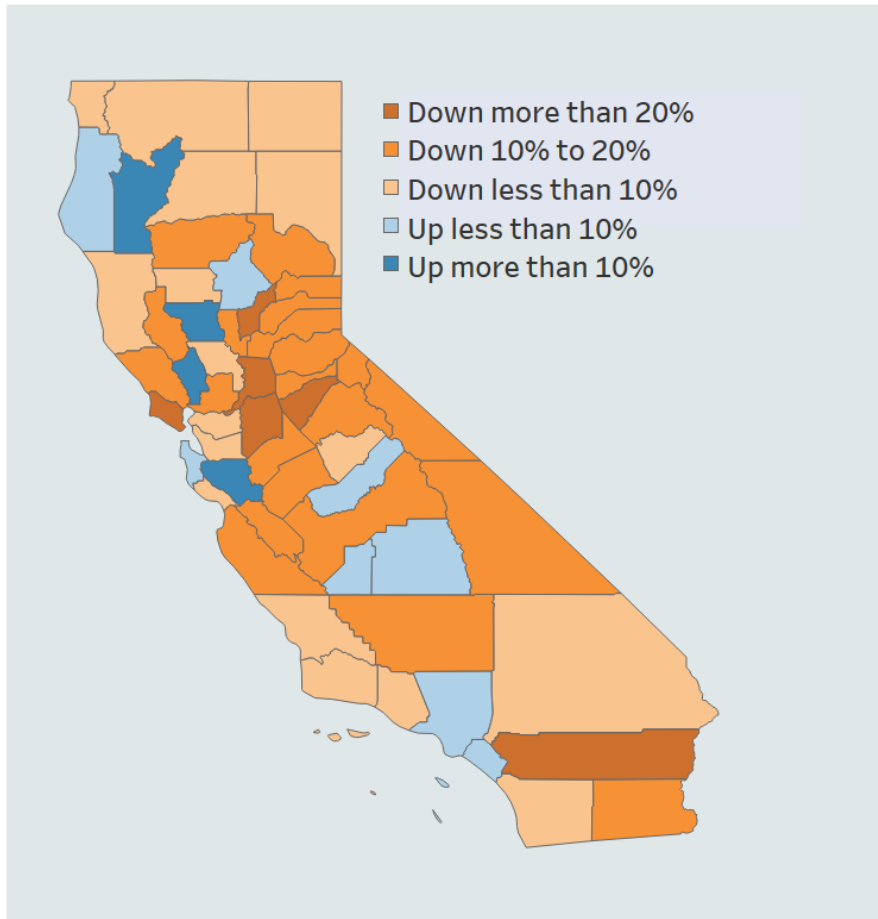 Down more than 20%
Down 10% to 20%
Down less than 10%
Up less than 10%
Up more than 10%